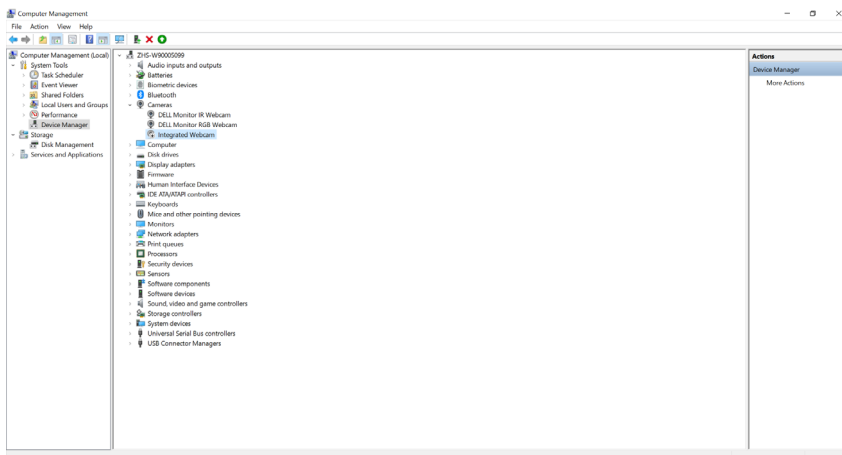 Computer Management
File Action View Help
Computer Management (Local)
System Tools
Task Scheduler
Event Viewer
Shared Folders
Local Users and Groups
Performance
Device Manager
Storage
Disk Management
Services and Applications
ZHS-W90005099
Audio inputs and outputs
Batteries
Biometric devices
Bluetooth
Cameras
DELL Monitor IR Webcam
DELL Monitor RGB Webcam
Integrated Webcam
Computer
Disk drives
Display adapters
Firmware
Human Interface Devices
IDE ATA/ATAPI controllers
Keyboards
Mice and other pointing devices
Monitors
Network adapters
Print queues
Processors
Security devices
Sensors
Software components
Software devices
Sound, video and game controllers
Storage controllers
System devices
Universal Serial Bus controllers
USB Connector Managers
Actions
Device Manager
More Actions